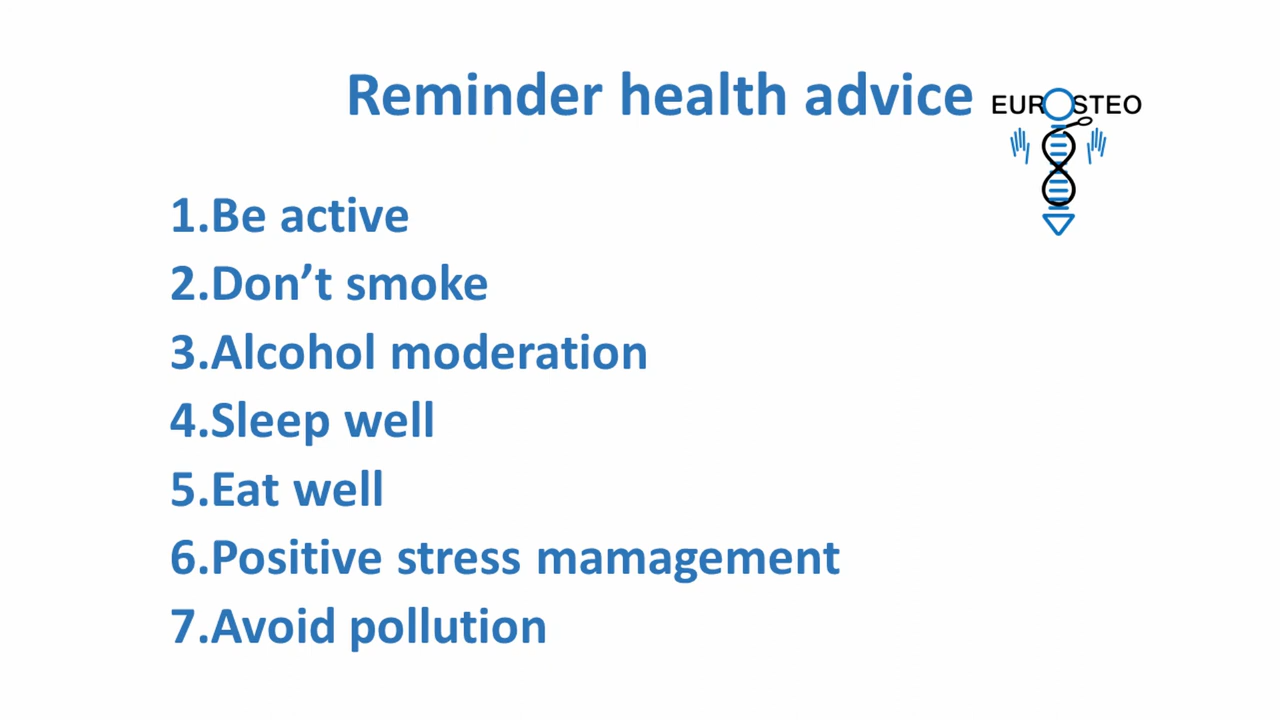 Reminder health advice
EUROSTEO
1.Be active
2.Don’t smoke
3.Alcohol moderation
4.Sleep well
5.Eat well
6.Positive stress mamagement
7.Avoid pollution